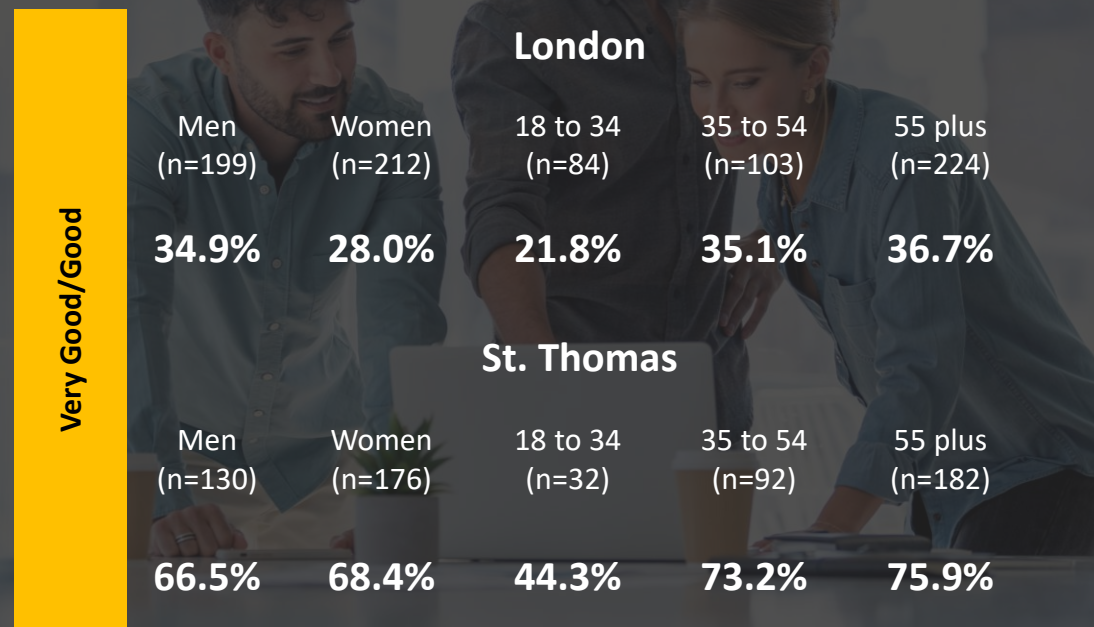 London
Men Women 18 to 34 35 to 54 55 plus
(n=199) (n=212) (n=84) (n=103) (n=224)
34.9% 28.0% 21.8% 35.1% 36.7%
Very Good/Good
St. Thomas
Men Women 18 to 34 35 to 54 55 plus
(n=130) (n=176) (n=32) (n=92) (n=182)
66.5% 68.4% 44.3% 73.2% 75.9%